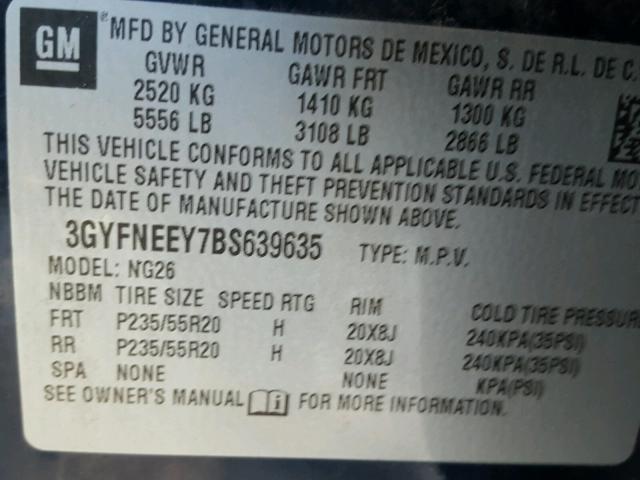 GM
MFD BY GENERAL MOTORS DE MEXICO, S. DE R.L. DE C.
GVWR GAWR FRT GAWR RR
2520 KG 1410 KG 1300 KG
5556 LB 3108 LB 2866 LB
THIS VEHICLE CONFORMS TO ALL APPLICABLE U.S. FEDERAL MO
VEHICLE SAFETY AND THEFT PREVENTION STANDARDS IN EFFECT
THE DATE OF MANUFACTURE SHOWN ABOVE.
3GYFNEEY7BS639635 TYPE: M.P.V.
MODEL: NG26
NBBM TIRE SIZE SPEED RTG RIM COLD TIRE PRESSUR
FRT P235/55R20 H 20X8J 240KPA(35PSI)
RR P235/55R20 H 20X8J 240KPA(35PSI)
SPA NONE NONE KPA(PSI)
SEE OWNER'S MANUAL i FOR MORE INFORMATION.